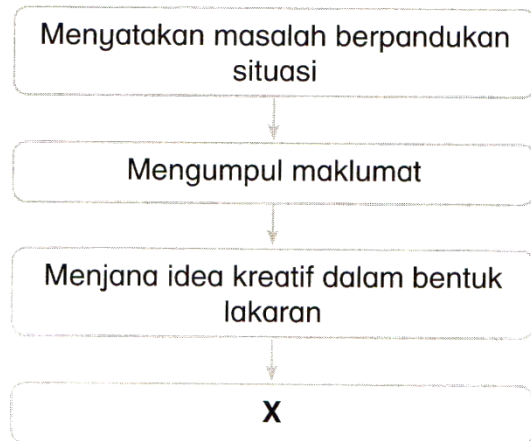 Menyatakan masalah berpandukan
situasi
Mengumpul maklumat
Menjana idea kreatif dalam bentuk
lakaran
X